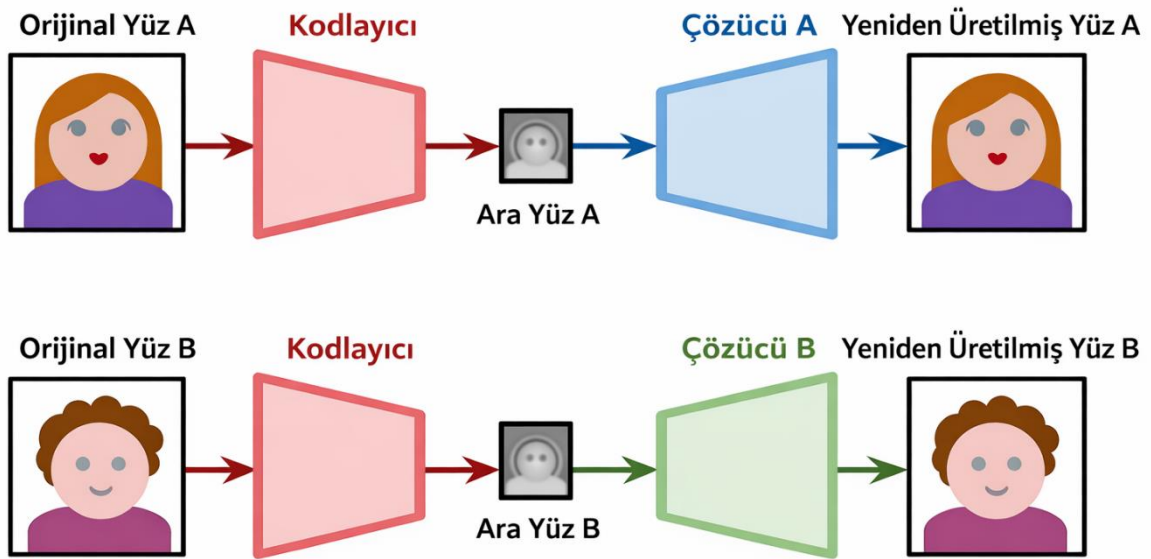 Orijinal Yüz A
Kodlayıcı
Çözücü A
Yeniden Üretilmiş Yüz A
Ara Yüz A
Orijinal Yüz B
Kodlayıcı
Çözücü B
Yeniden Üretilmiş Yüz B
Ara Yüz B